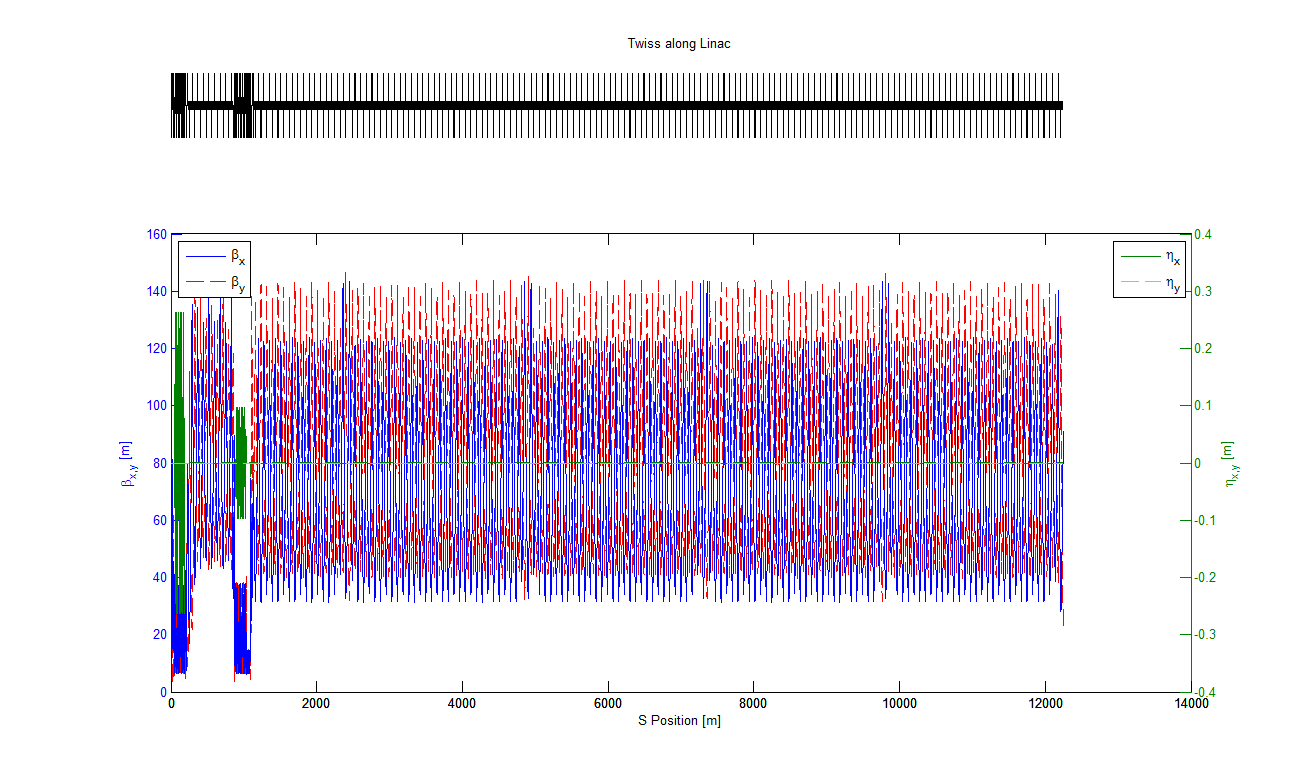 Twiss along Linac
βx
βy
ηx
ηy
160
140
120
100
80
60
40
20
0
βx,y [m]
0.4
0.3
0.2
0.1
0
-0.1
-0.2
-0.3
-0.4
ηx,y [m]
0 2000 4000 6000 8000 10000 12000 14000
S Position [m]